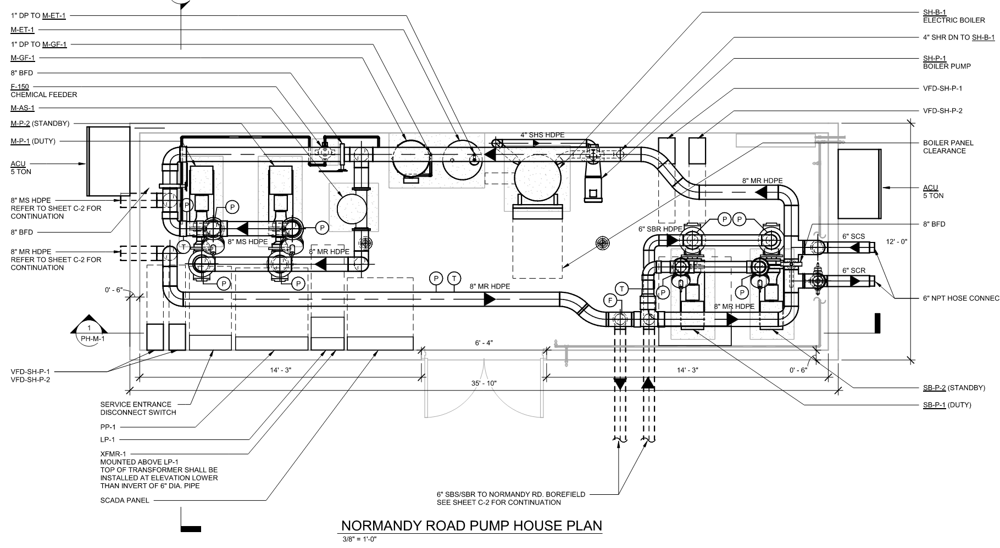 1" DP TO M-ET-1
M-ET-1
1" DP TO M-GF-1
M-GF-1
8" BFD
F-150
CHEMICAL FEEDER
M-AS-1
M-P-2 (STANDBY)
M-P-1 (DUTY)
ACU
5 TON
8" MS HDPE
REFER TO SHEET C-2 FOR
CONTINUATION
8" BFD
8" MR HDPE
REFER TO SHEET C-2 FOR
CONTINUATION
0' - 6"
1
PH-M-1
VFD-SH-P-1
VFD-SH-P-2
SERVICE ENTRANCE
DISCONNECT SWITCH
PP-1
LP-1
XFMR-1
MOUNTED ABOVE LP-1
TOP OF TRANSFORMER SHALL BE
INSTALLED AT ELEVATION LOWER
THAN INVERT OF 6" DIA. PIPE
SCADA PANEL
4" SHS HDPE
8" MR HDPE
P
P
P
P
P
6" SBR HDPE
8" MS HDPE
T
8" MR HDPE
P
P
P
T
8" MR HDPE
T
F
P
P
8" MR HDPE
6" SCS
6" SCR
6' - 4"
14' - 3"
14' - 3"
0' - 6"
35' - 10"
12' - 0"
SH-B-1
ELECTRIC BOILER
4" SHR DN TO SH-B-1
SH-P-1
BOILER PUMP
VFD-SH-P-1
VFD-SH-P-2
BOILER PANEL
CLEARANCE
ACU
5 TON
8" BFD
6" NPT HOSE CONNEC
SB-P-2 (STANDBY)
SB-P-1 (DUTY)
6" SBS/SBR TO NORMANDY RD. BOREFIELD
SEE SHEET C-2 FOR CONTINUATION
NORMANDY ROAD PUMP HOUSE PLAN
3/8" = 1'-0"